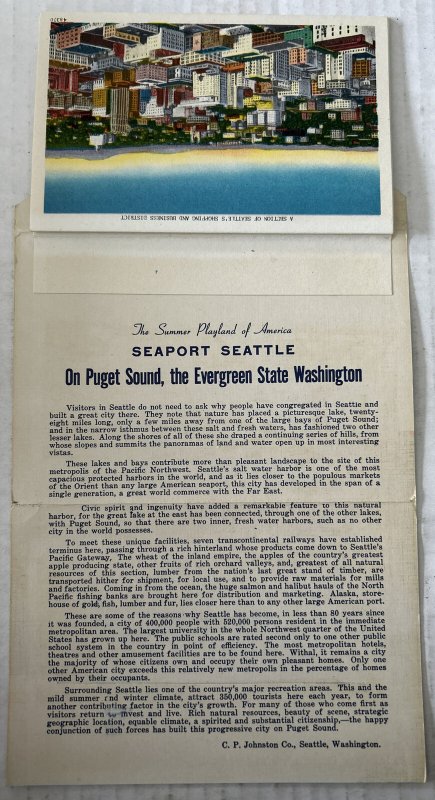 A SECTION OF SEATTLE'S SHOPPING AND BUSINESS DISTRICT
The Summer Playland of America
SEAPORT SEATTLE
On Puget Sound, the Evergreen State Washington
Visitors in Seattle do not need to ask why people have congregated in Seattle and
built a great city there. They note that nature has placed a picturesque lake, twenty-
eight miles long, only a few miles away from one of the large bays of Puget Sound;
and in the narrow isthmus between these salt and fresh waters, has fashioned two other
lesser lakes. Along the shores of all of these she draped a continuing series of hills, from
whose slopes and summits the panoramas of land and water open up in most interesting
vistas.
These lakes and bays contribute more than pleasant landscape to the site of this
metropolis of the Pacific Northwest. Seattle's salt water harbor is one of the most
capacious protected harbors in the world, and as it lies closer to the populous markets
of the Orient than any large American seaport, this city has developed in the span of a
single generation, a great world commerce with the Far East.
Civic spirit and ingenuity have added a remarkable feature to this natural
harbor, for the great lake at the east has been connected, through one of the other lakes,
with Puget Sound, so that there are two inner, fresh water harbors, such as no other
city in the world possesses.
To meet these unique facilities, seven transcontinental railways have established
terminus here, passing through a rich hinterland whose products come down to Seattle's
Pacific Gateway. The wheat of the inland empire, the apples of the country's greatest
apple producing state, other fruits of rich orchard valleys, and, greatest of all natural
resources of this section, lumber from the nation's last great stand of timber, are
transported hither for shipment, for local use, and to provide raw materials for mills
and factories. Coming in from the ocean, the huge salmon and halibut hauls of the North
Pacific fishing banks are brought here for distribution and marketing. Alaska, store-
house of gold, fish, lumber and fur, lies closer here than to any other large American port.
These are some of the reasons why Seattle has become, in less than 80 years since
it was founded, a city of 400,000 people with 520,000 persons resident in the immediate
metropolitan area. The largest university in the whole Northwest quarter of the United
States has grown up here. The public schools are rated second only to one other public
school system in the country in point of efficiency. The most metropolitan hotels,
theatres and other amusement facilities are to be found here. Withal, it remains a city
the majority of whose citizens own and occupy their own pleasant homes. Only one
other American city exceeds this relatively new metropolis in the percentage of homes
owned by their occupants.
Surrounding Seattle lies one of the country's major recreation areas. This and the
mild summer and winter climate, attract 350,000 tourists here each year, to form
another contributing factor in the city's growth. For many of those who come first as
visitors return to invest and live. Rich natural resources, beauty of scene, strategic
geographic location, equable climate, a spirited and substantial citizenship,—the happy
conjunction of such forces has built this progressive city on Puget Sound.
C. P. Johnston Co., Seattle, Washington.